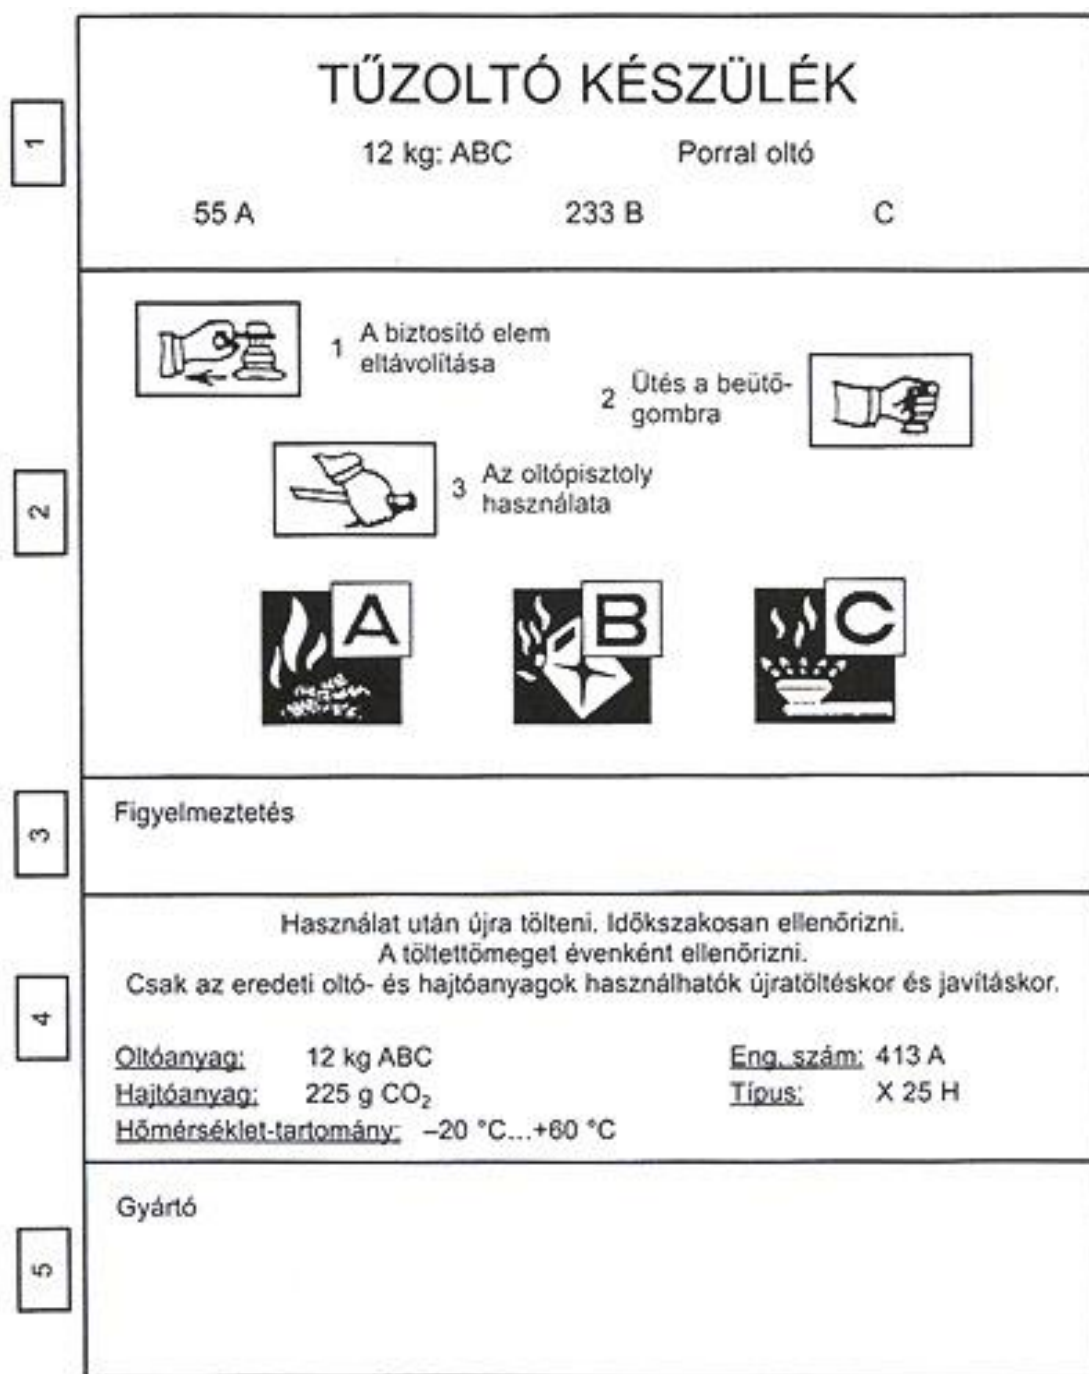 TŰZOLTÓ KÉSZÜLÉK
12 kg: ABC Porral oltó
55 A 233 B C
1
1 A biztosító elem
eltávolítása
2 Ütés a beütő-
gombra
3 Az oltópisztoly
használata
2
A B C
3
Figyelmeztetés
Használat után újra tölteni. Időkszakosan ellenőrizni.
A töltettömeget évenként ellenőrizni.
Csak az eredeti oltó- és hajtóanyagok használhatók újratöltéskor és javításkor.
4
Oltóanyag: 12 kg ABC Eng. szám: 413 A
Hajtóanyag: 225 g CO₂ Típus: X 25 H
Hőmérséklet-tartomány: –20 °C...+60 °C
Gyártó
5